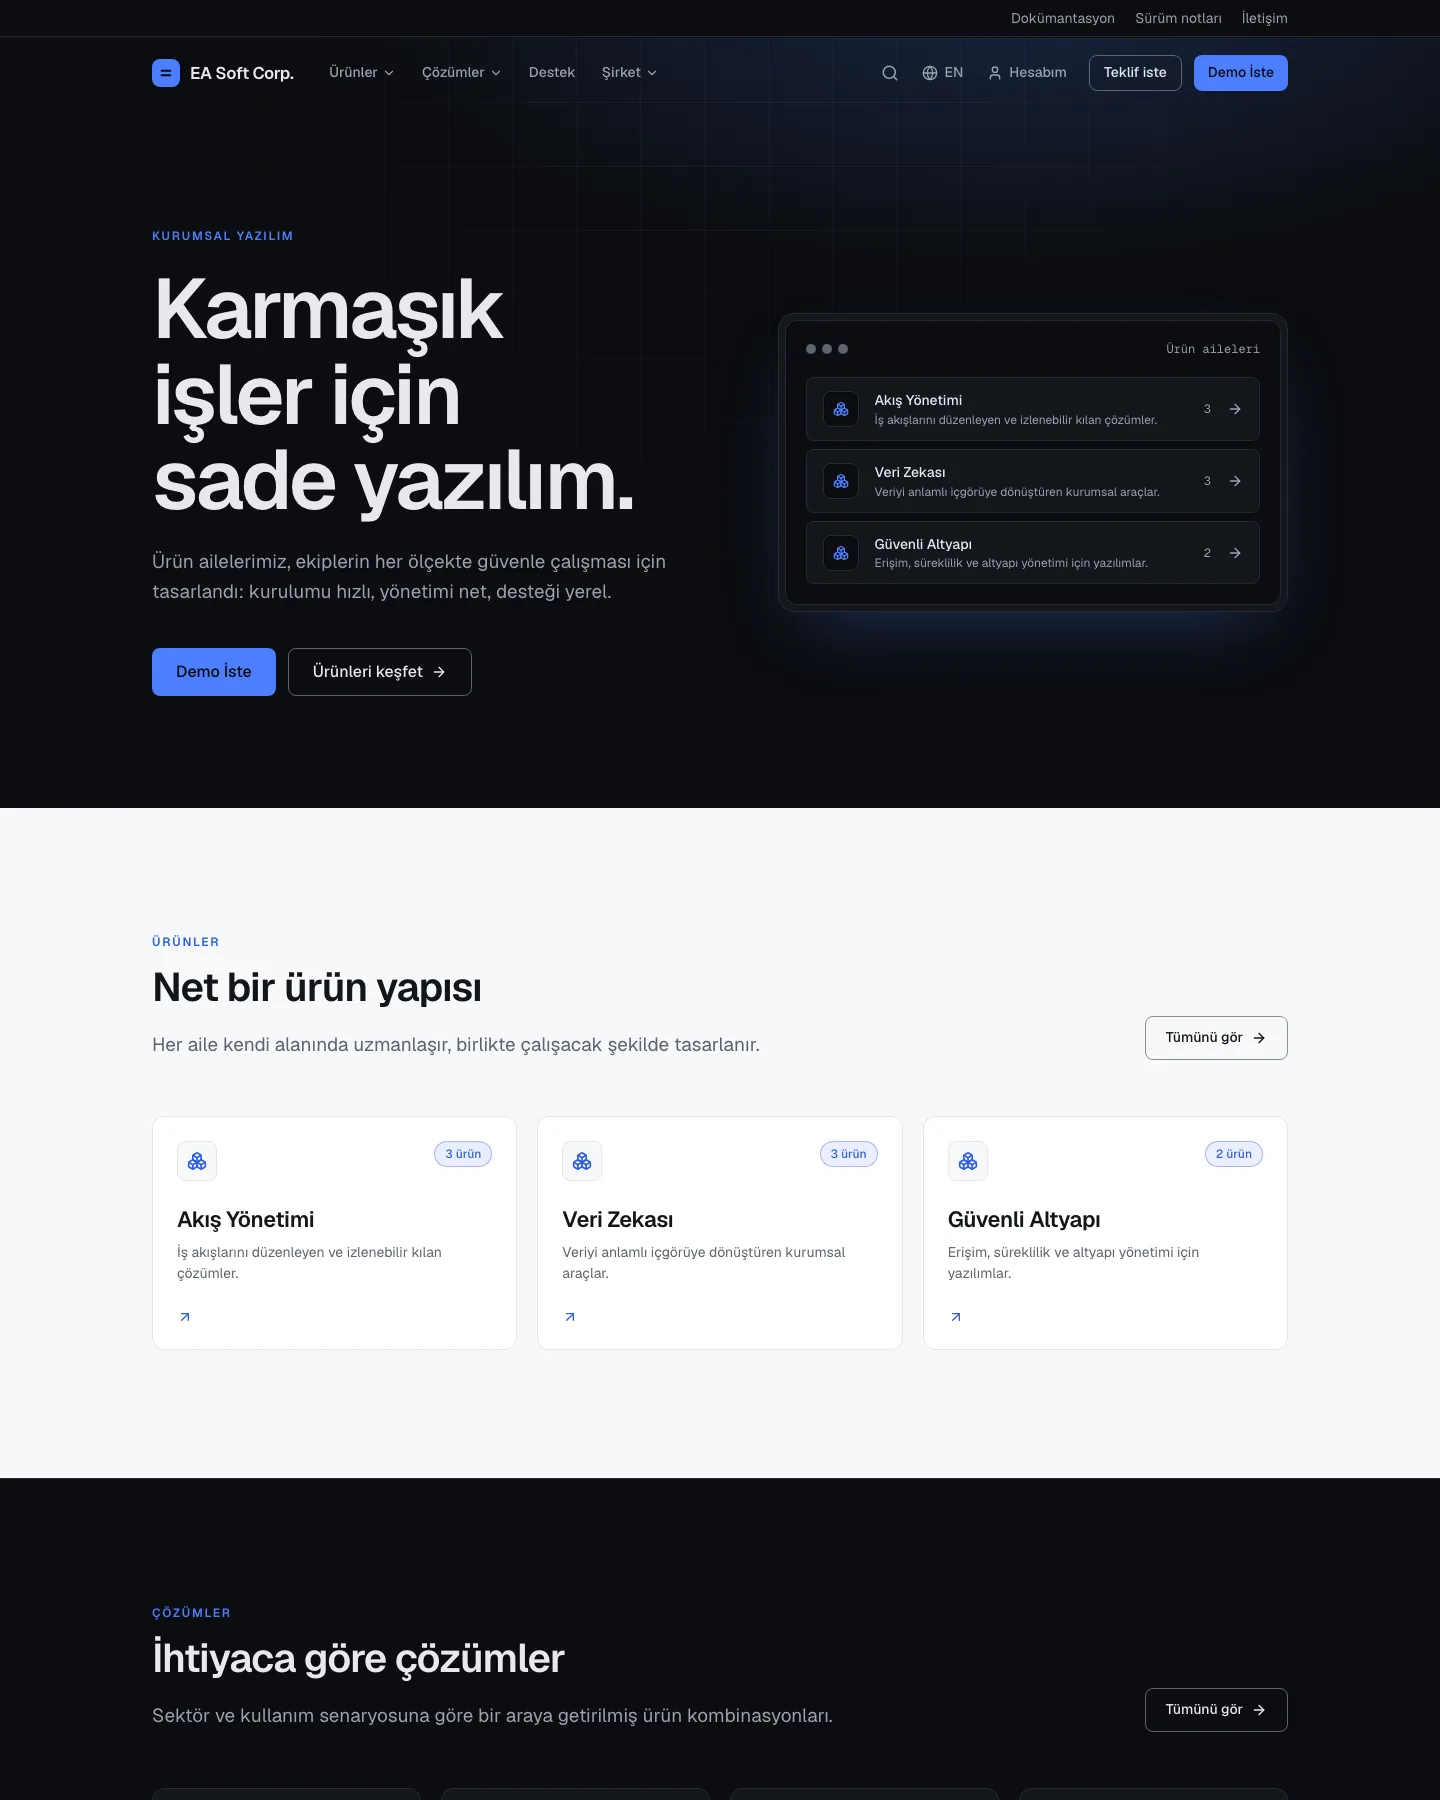 Dokümantasyon Sürüm notları İletişim
EA Soft Corp. Ürünler Çözümler Destek Şirket EN Hesabım Teklif iste Demo İste
KURUMSAL YAZILIM
Karmaşık
işler için
sade yazılım.
Ürün ailelerimiz, ekiplerin her ölçekte güvenle çalışması için
tasarlandı: kurulumu hızlı, yönetimi net, desteği yerel.
Demo İste Ürünleri keşfet
Ürün aileleri
Akış Yönetimi
İş akışlarını düzenleyen ve izlenebilir kılan çözümler.
3
Veri Zekası
Veriyi anlamlı içgörüye dönüştüren kurumsal araçlar.
3
Güvenli Altyapı
Erişim, süreklilik ve altyapı yönetimi için yazılımlar.
2
ÜRÜNLER
Net bir ürün yapısı
Her aile kendi alanında uzmanlaşır, birlikte çalışacak şekilde tasarlanır.
Tümünü gör
3 ürün
Akış Yönetimi
İş akışlarını düzenleyen ve izlenebilir kılan
çözümler.
3 ürün
Veri Zekası
Veriyi anlamlı içgörüye dönüştüren kurumsal
araçlar.
2 ürün
Güvenli Altyapı
Erişim, süreklilik ve altyapı yönetimi için
yazılımlar.
ÇÖZÜMLER
İhtiyaca göre çözümler
Sektör ve kullanım senaryosuna göre bir araya getirilmiş ürün kombinasyonları.
Tümünü gör